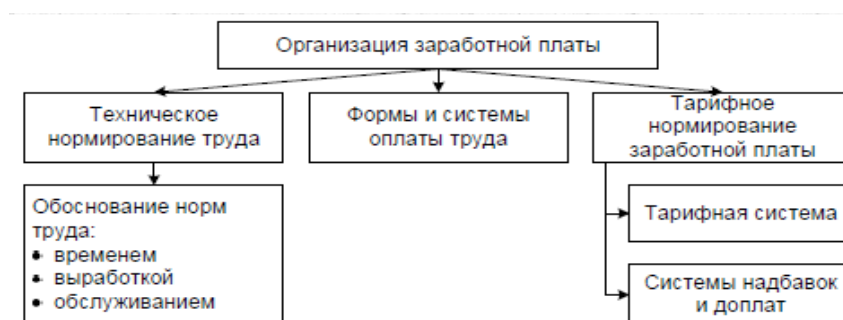 Организация заработной платы
Техническое
нормирование труда
Формы и системы
оплаты труда
Тарифное
нормирование
заработной платы
Обоснование норм
труда:
• временем
• выработкой
• обслуживанием
Тарифная система
Системы надбавок
и доплат